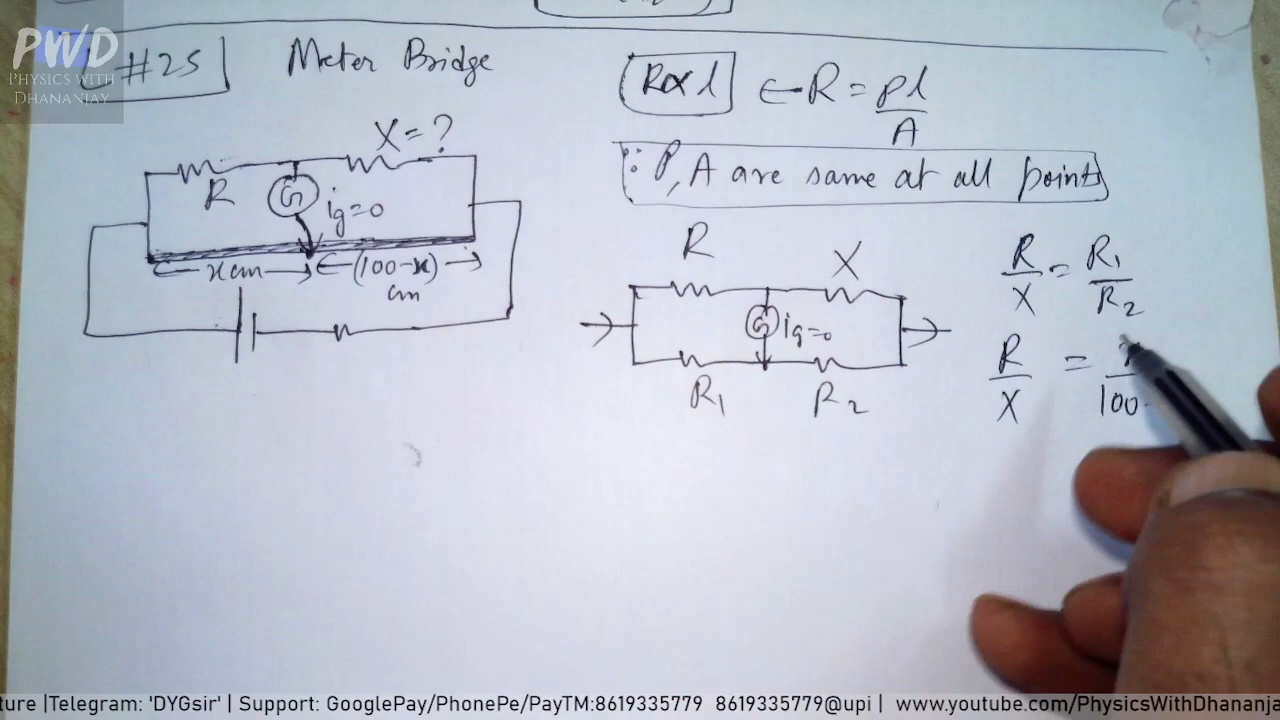 PWD
PHYSICS WITH
DHANANJAY
L #25
Meter Bridge
R∝l ← R = ρl/A
∵ ρ, A are same at all points
X=?
R
G
ig=0
x cm
(100-x)
cm
R
X
G
ig=0
R1
R2
R/X = R1/R2
R/X =
100-
ture |Telegram: 'DYGsir' | Support: GooglePay/PhonePe/PayTM:8619335779 8619335779@upi | www.youtube.com/PhysicsWithDhananja